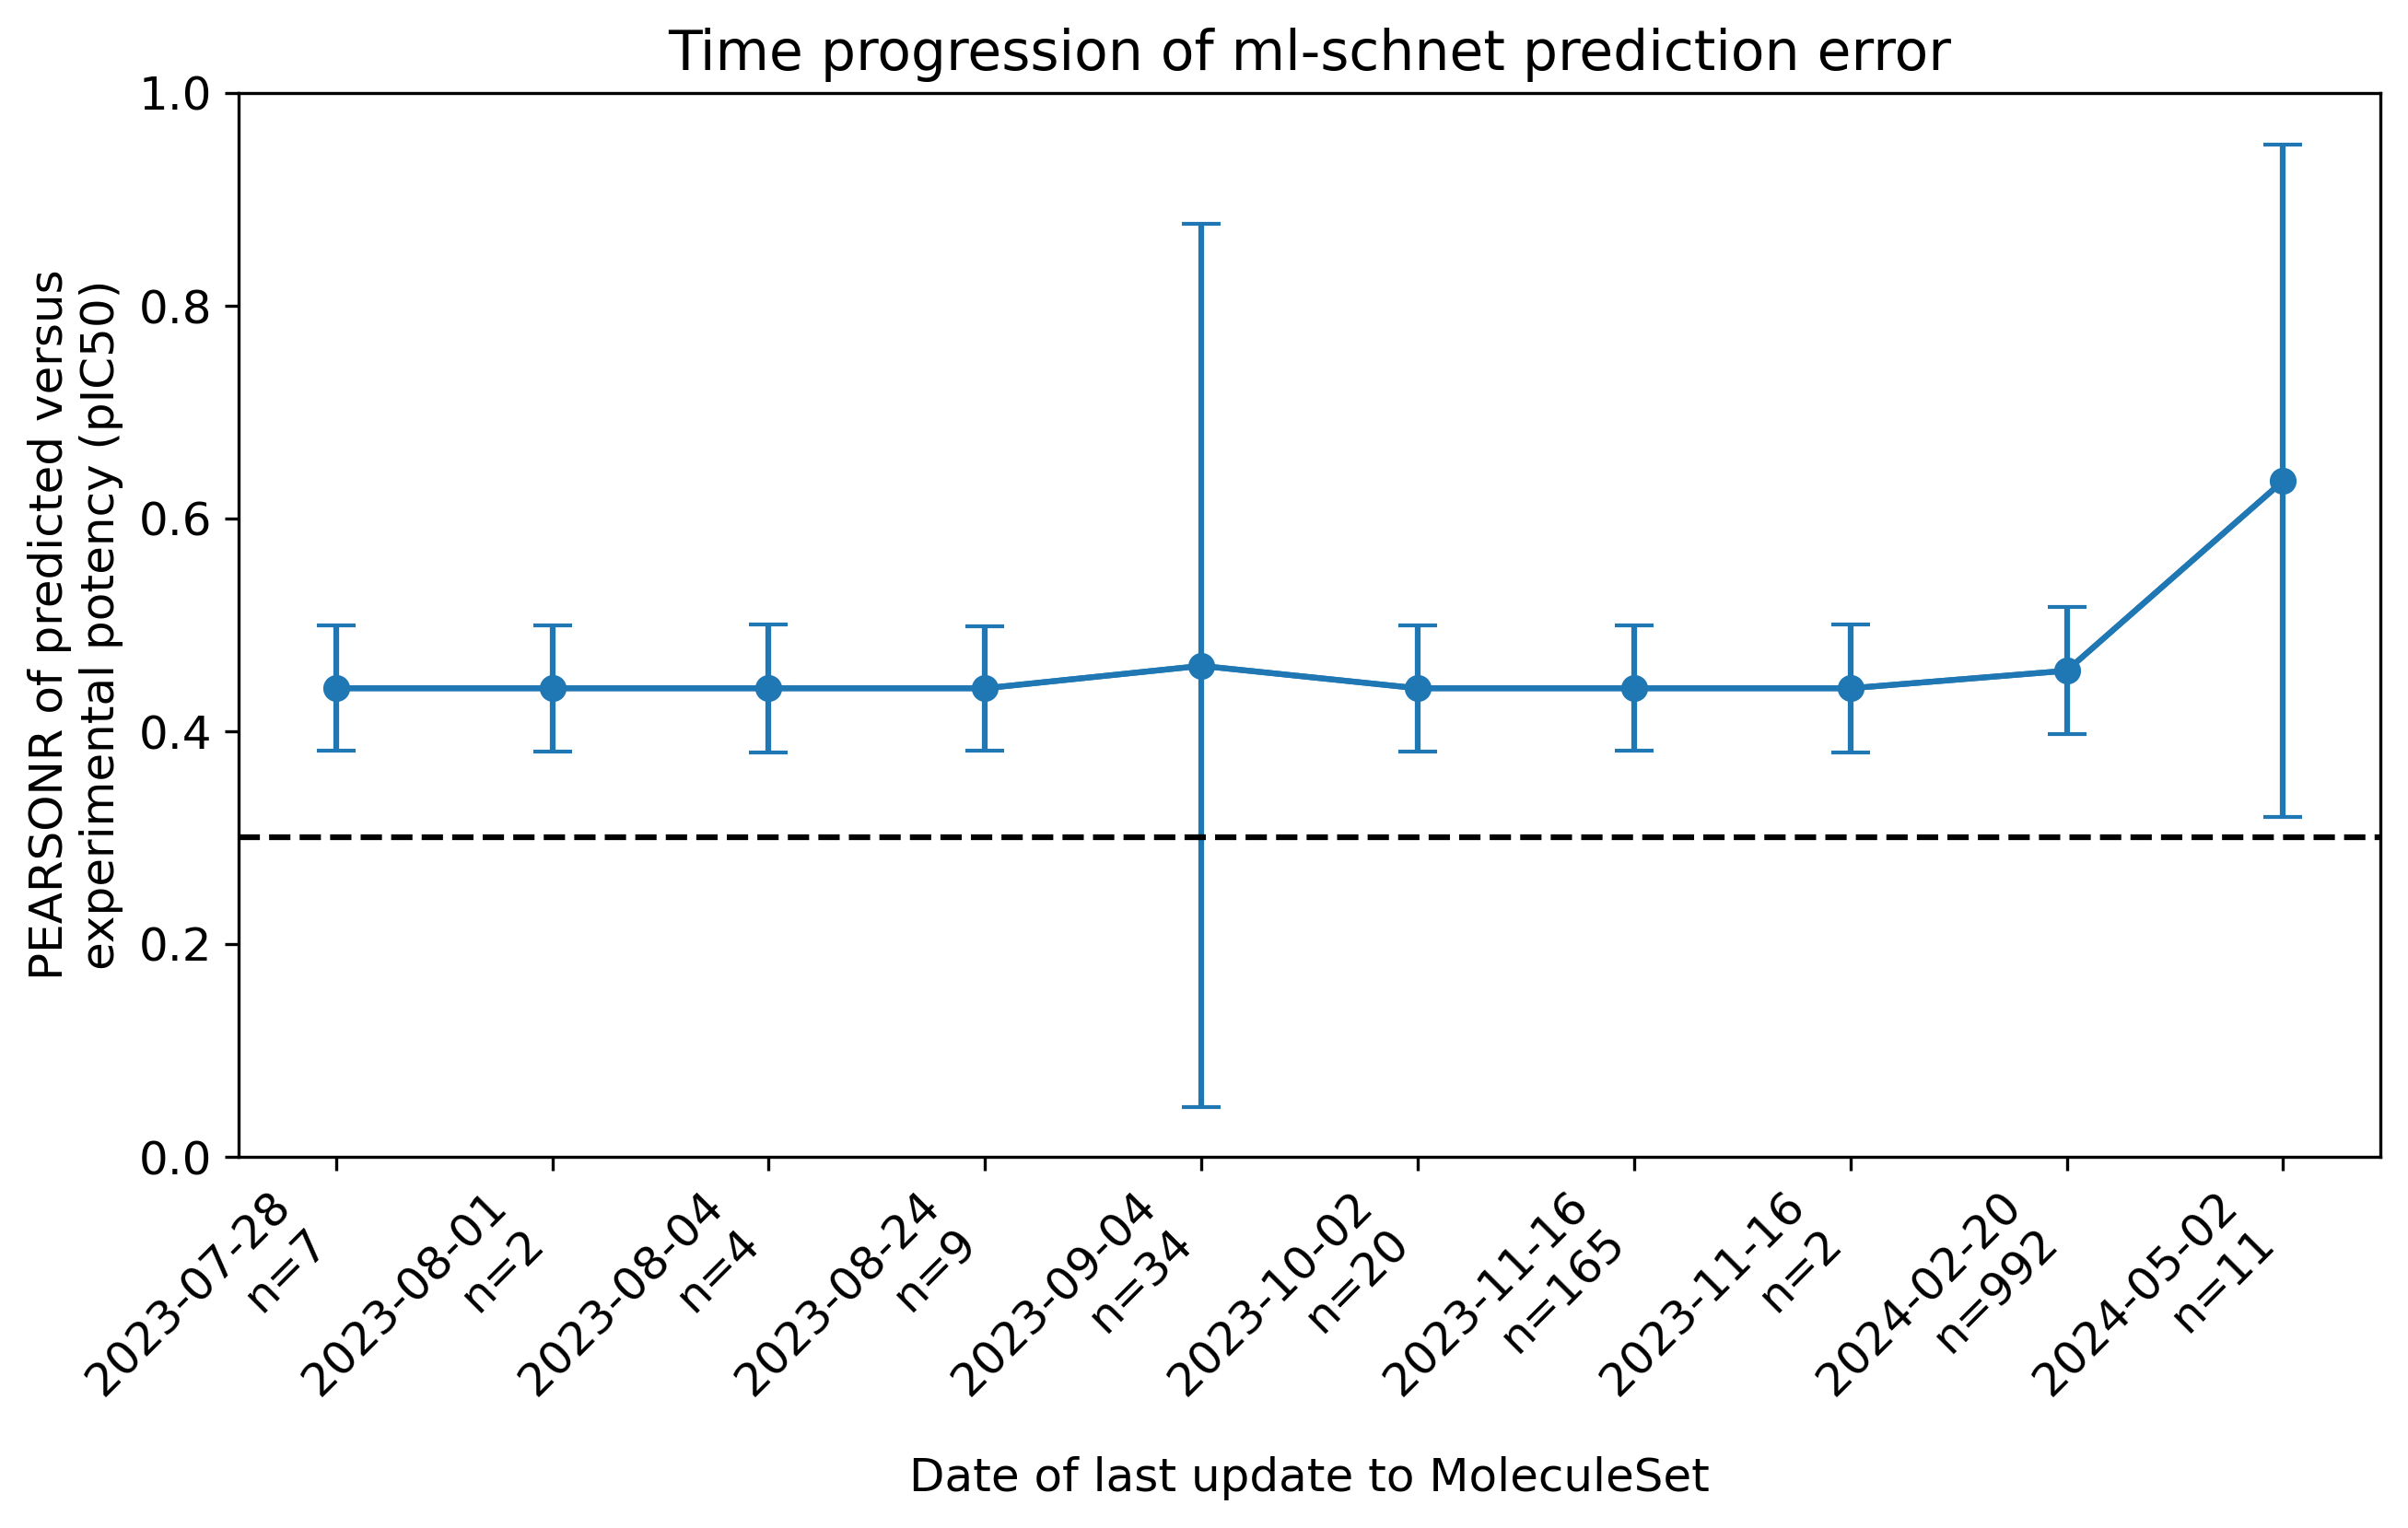 Time progression of ml-schnet prediction error
PEARSONR of predicted versus
experimental potency (pIC50)
1.0
0.8
0.6
0.4
0.2
0.0
2023-07-28
n=7
2023-08-01
n=2
2023-08-04
n=4
2023-08-24
n=9
2023-09-04
n=34
2023-10-02
n=20
2023-11-16
n=165
2023-11-16
n=2
2024-02-20
n=992
2024-05-02
n=11
Date of last update to MoleculeSet